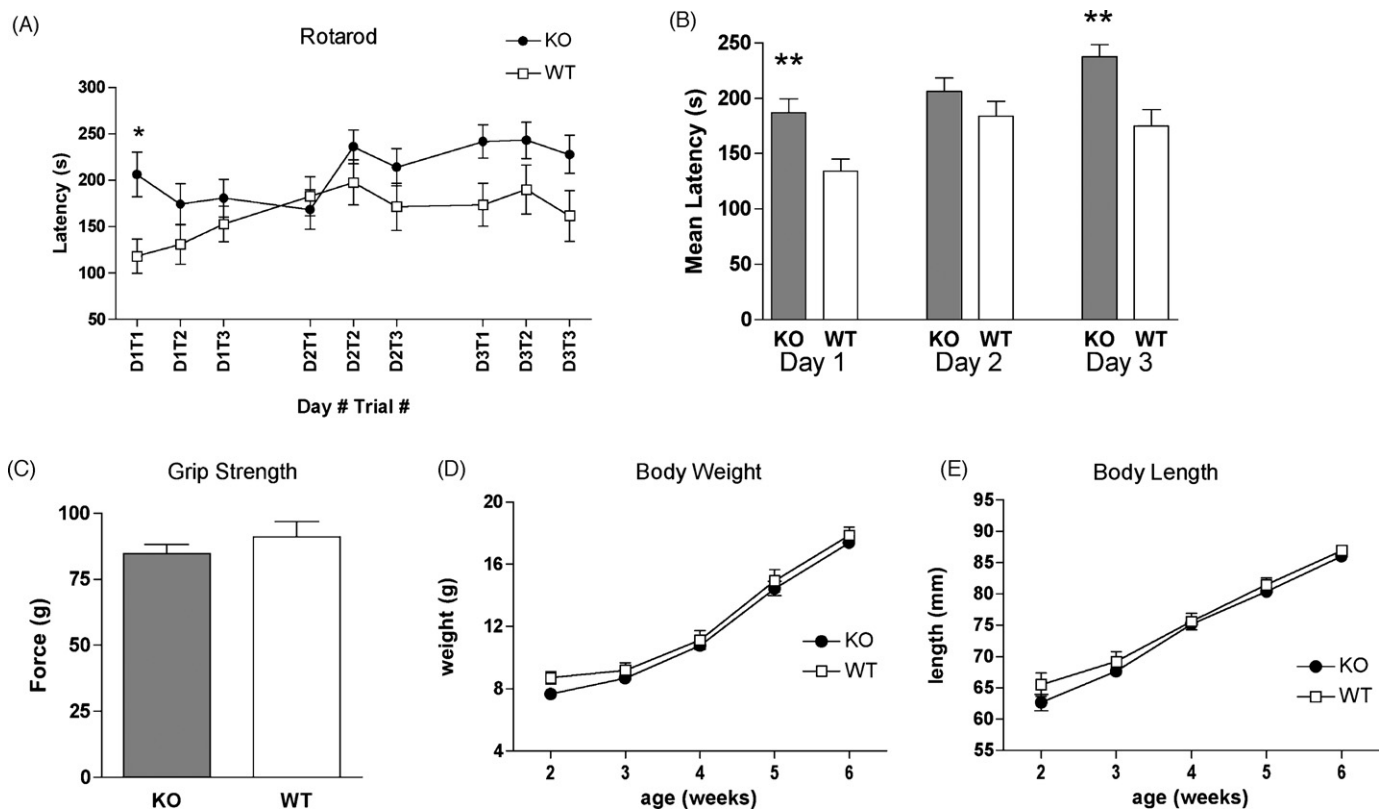 (A)
Rotarod
KO
WT
*
Latency (s)
300
250
200
150
100
50
D1T1
D1T2
D1T3
D2T1
D2T2
D2T3
D3T1
D3T2
D3T3
Day # Trial #
(B)
**
**
Mean Latency (s)
250
200
150
100
50
0
KO WT KO WT KO WT
Day 1 Day 2 Day 3
(C)
Grip Strength
Force (g)
100
75
50
25
0
KO WT
(D)
Body Weight
weight (g)
20
16
12
8
4
KO
WT
2 3 4 5 6
age (weeks)
(E)
Body Length
length (mm)
95
90
85
80
75
70
65
60
55
KO
WT
2 3 4 5 6
age (weeks)